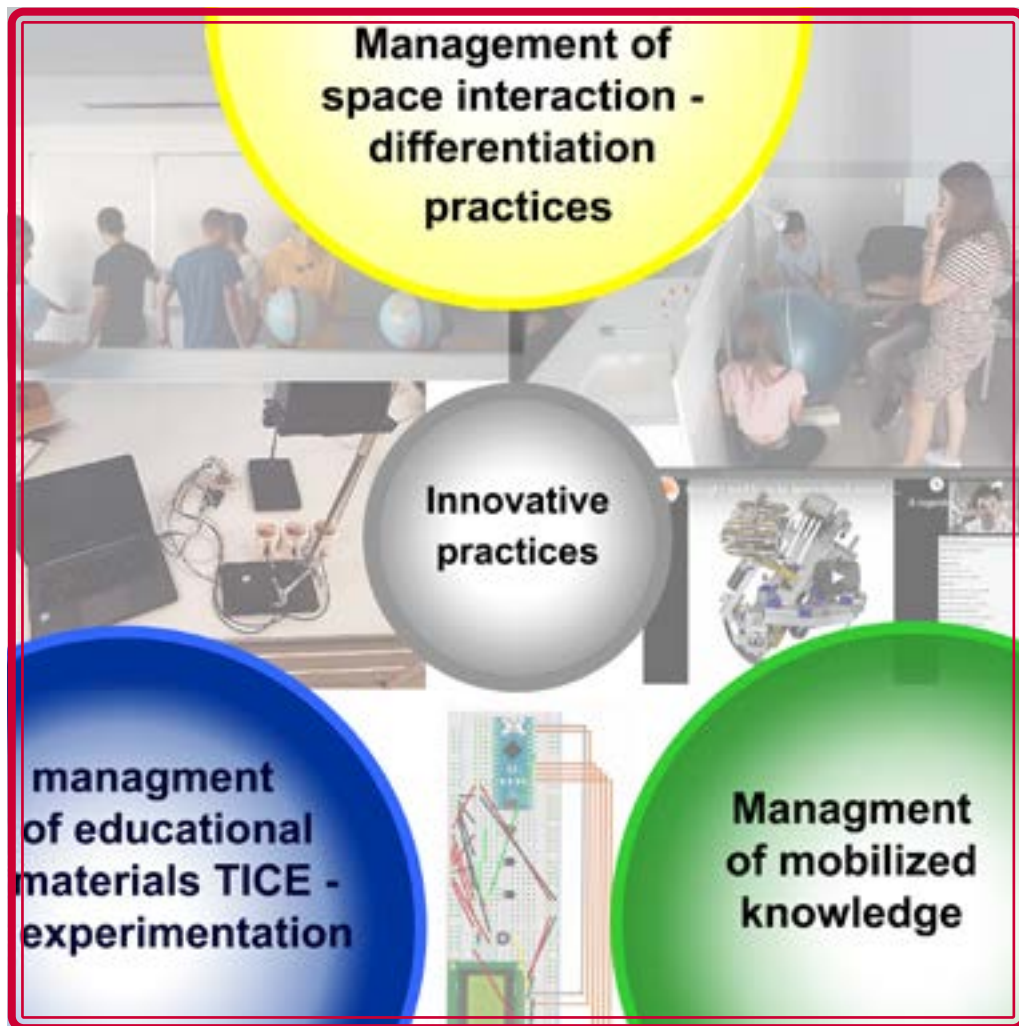 Management of
space interaction -
differentiation
practices
Innovative
practices
managment
of educational
materials TICE -
experimentation
Managment
of mobilized
knowledge